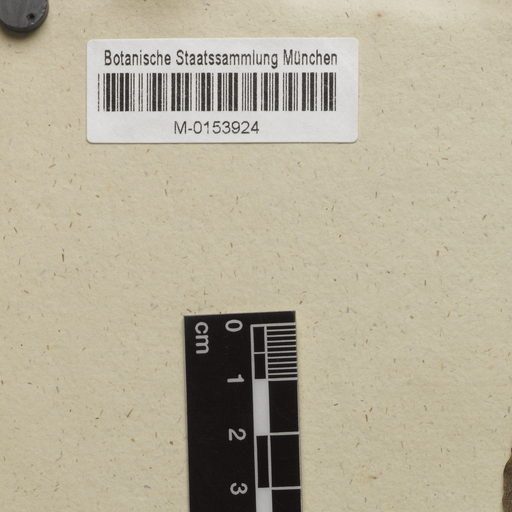 Botanische Staatssammlung München
M-0153924
cm
0
1
2
3